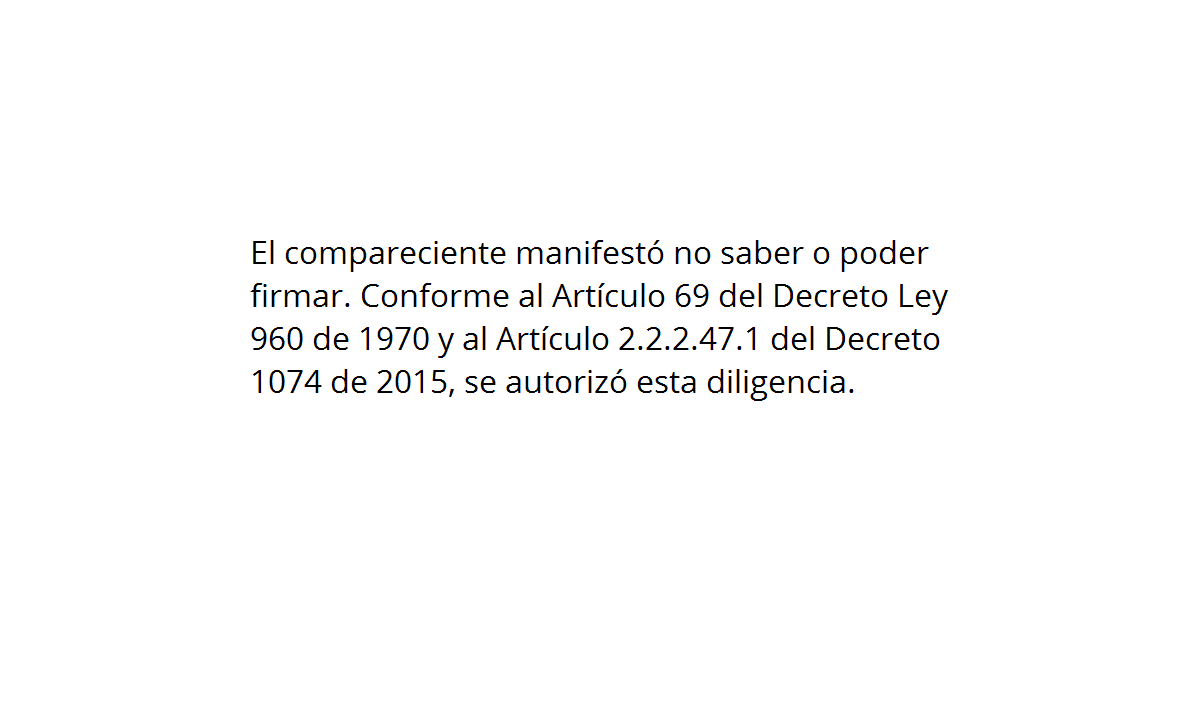 El compareciente manifestó no saber o poder
firmar. Conforme al Artículo 69 del Decreto Ley
960 de 1970 y al Artículo 2.2.2.47.1 del Decreto
1074 de 2015, se autorizó esta diligencia.